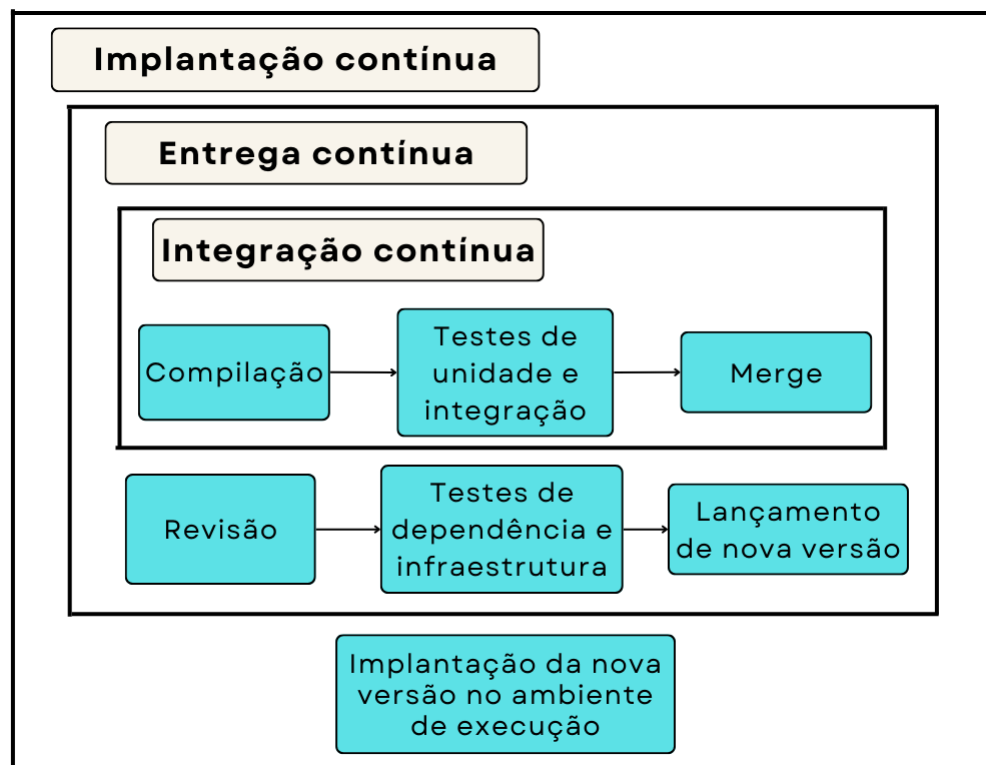 Implantação contínua
Entrega contínua
Integração contínua
Compilação
Testes de
unidade e
integração
Merge
Revisão
Testes de
dependência e
infraestrutura
Lançamento
de nova versão
Implantação da nova
versão no ambiente
de execução